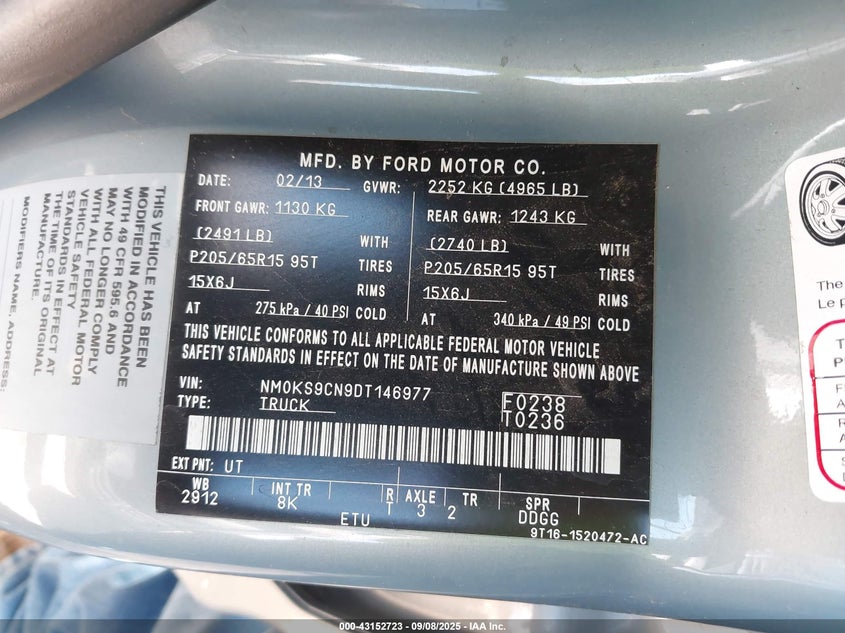 MFD. BY FORD MOTOR CO.
DATE: 02/13 GVWR: 2252 KG (4965 LB)
FRONT GAWR: 1130 KG REAR GAWR: 1243 KG
(2491 LB) WITH (2740 LB) WITH
P205/65R15 95T TIRES P205/65R15 95T TIRES
15X6.J RIMS 15X6.J RIMS
AT 275 kPa / 40 PSI COLD AT 340 kPa / 49 PSI COLD
THIS VEHICLE CONFORMS TO ALL APPLICABLE FEDERAL MOTOR VEHICLE
SAFETY STANDARDS IN EFFECT ON THE DATE OF MANUFACTURE SHOWN ABOVE
VIN: NM0KS9CN9DT146977 F0238
TYPE: TRUCK T0236
EXT PNT: UT
WB INT TR RT AXLE TR SPR
2912 8K 3 2 DDGG
ETU 9T16-1520472-AC
THIS VEHICLE HAS BEEN
MODIFIED IN ACCORDANCE
WITH 49 CFR 595.6 AND
MAY NO LONGER COMPLY
WITH ALL FEDERAL MOTOR
VEHICLE SAFETY
STANDARDS IN EFFECT AT
THE TIME OF ITS ORIGINAL
MANUFACTURE.
MODIFIERS NAME, ADDRESS
The
Le p
000-43152723 - 09/08/2025 - IAA Inc.